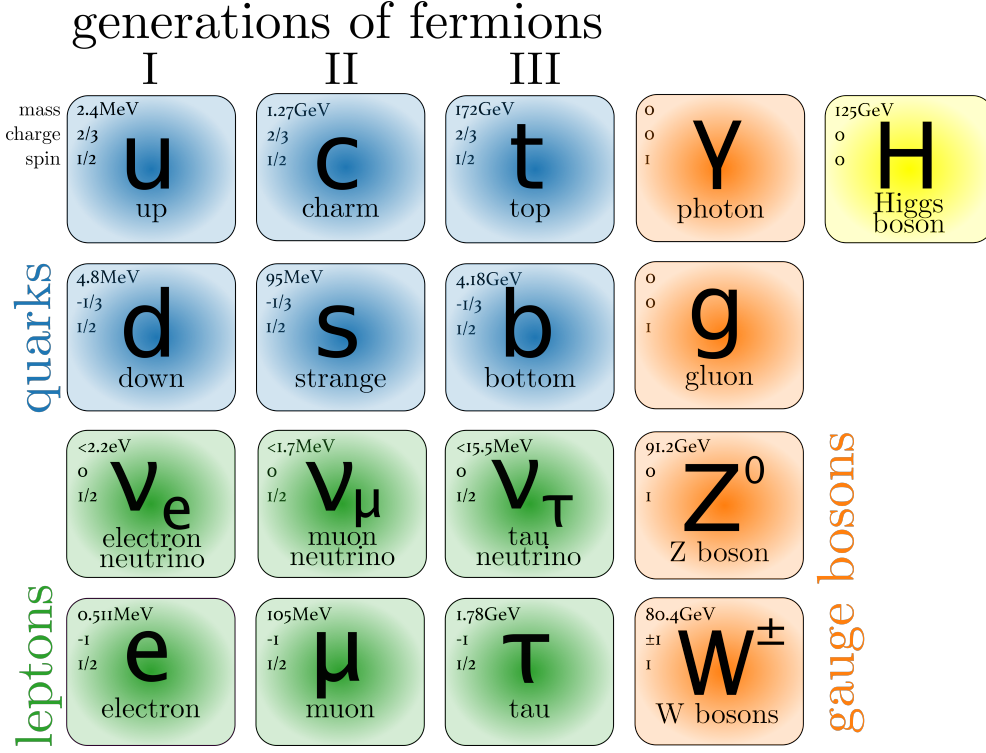 generations of fermions
I II III
mass
charge
spin
2.4MeV
2/3
1/2
u
up
1.27GeV
2/3
1/2
c
charm
172GeV
2/3
1/2
t
top
0
0
1
γ
photon
125GeV
0
0
H
Higgs
boson
quarks
4.8MeV
-1/3
1/2
d
down
95MeV
-1/3
1/2
s
strange
4.18GeV
-1/3
1/2
b
bottom
0
0
1
g
gluon
<2.2eV
0
1/2
νe
electron
neutrino
<1.7MeV
0
1/2
νμ
muon
neutrino
<15.5MeV
0
1/2
ντ
tau
neutrino
91.2GeV
0
1
Z0
Z boson
gauge bosons
leptons
0.511MeV
-1
1/2
e
electron
105MeV
-1
1/2
μ
muon
1.78GeV
-1
1/2
τ
tau
80.4GeV
±1
1
W±
W bosons